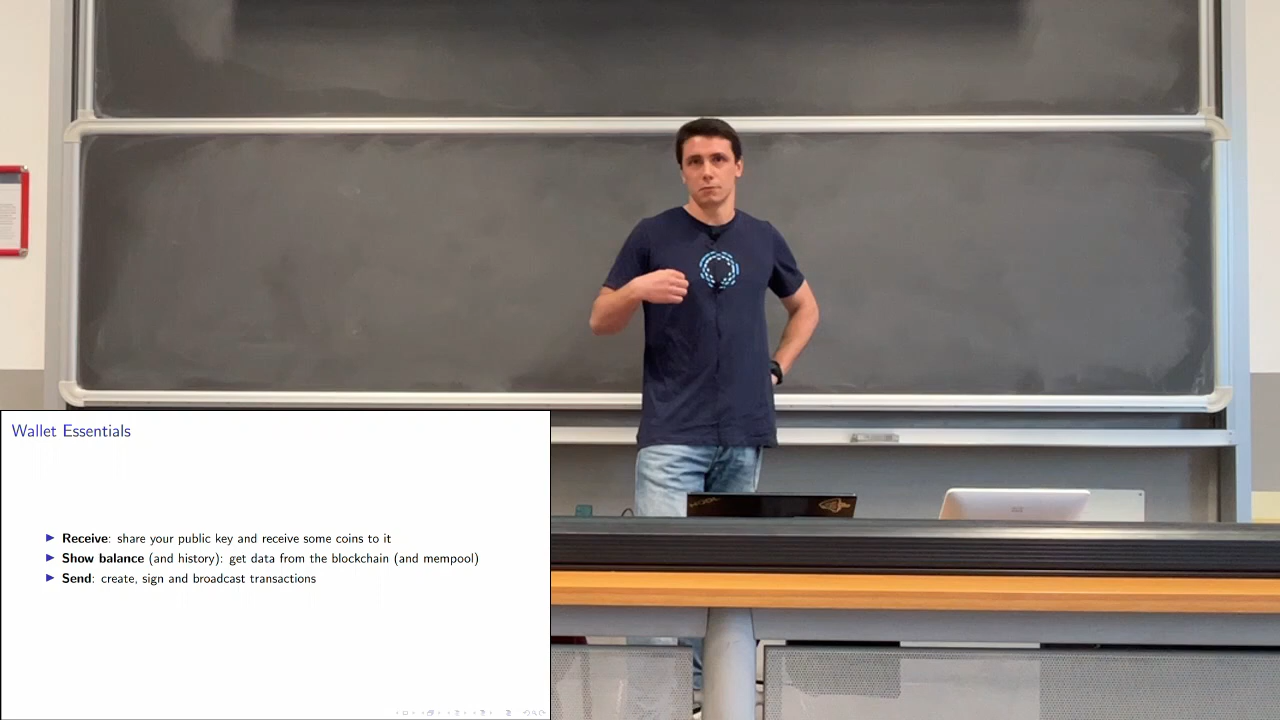 Wallet Essentials
▶ Receive: share your public key and receive some coins to it
▶ Show balance (and history): get data from the blockchain (and mempool)
▶ Send: create, sign and broadcast transactions